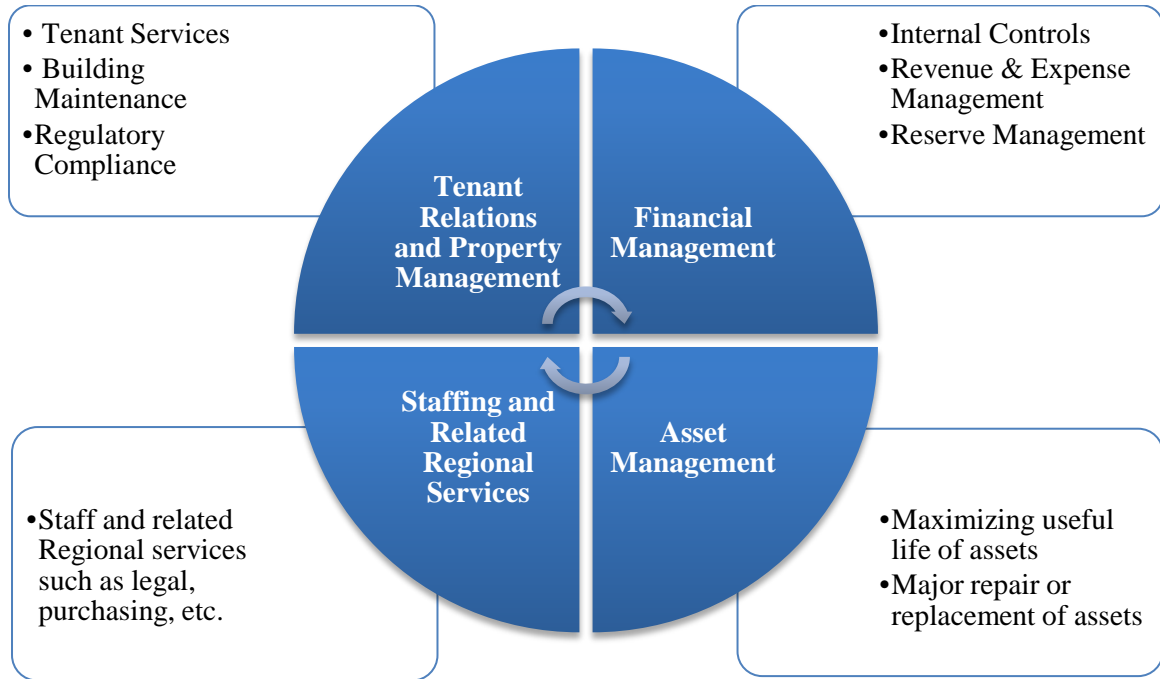 • Tenant Services
• Building
Maintenance
•Regulatory
Compliance
•Internal Controls
•Revenue & Expense
Management
•Reserve Management
Tenant
Relations
and Property
Management
Financial
Management
Staffing and
Related
Regional
Services
Asset
Management
•Staff and related
Regional services
such as legal,
purchasing, etc.
•Maximizing useful
life of assets
•Major repair or
replacement of assets